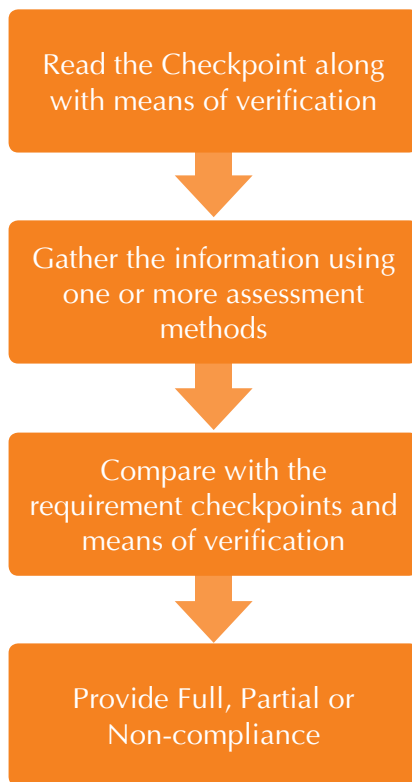 Read the Checkpoint along
with means of verification
Gather the information using
one or more assessment
methods
Compare with the
requirement checkpoints and
means of verification
Provide Full, Partial or
Non-compliance